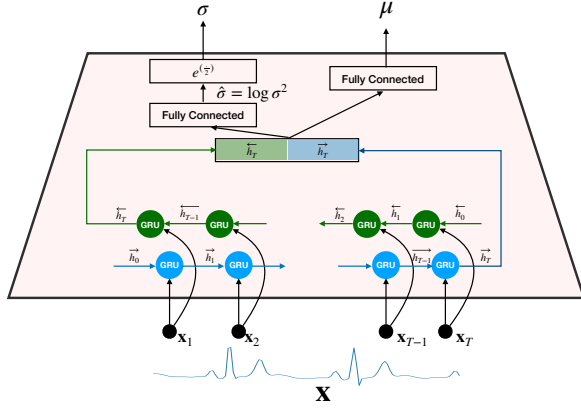 σ
μ
e^(÷/2)
Fully Connected
σ̂ = log σ²
Fully Connected
←h_T →h_T
←h_T ←h_{T−1} ←h_2 ←h_1 ←h_0
GRU GRU GRU GRU
→h_0 →h_1 →h_{T−1} →h_T
GRU GRU GRU GRU
x_1 x_2 x_{T−1} x_T
X